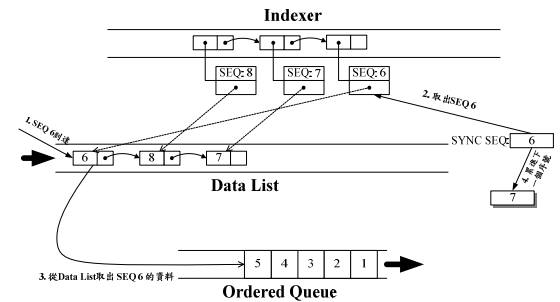 Indexer
SEQ: 8
SEQ: 7
SEQ: 6
2. 取出SEQ 6
1. SEQ 6到達
SYNC SEQ:
6
6
8
7
Data List
4. 累進下
一個序號
7
3. 從Data List取出 SEQ 6 的資料
5
4
3
2
1
Ordered Queue